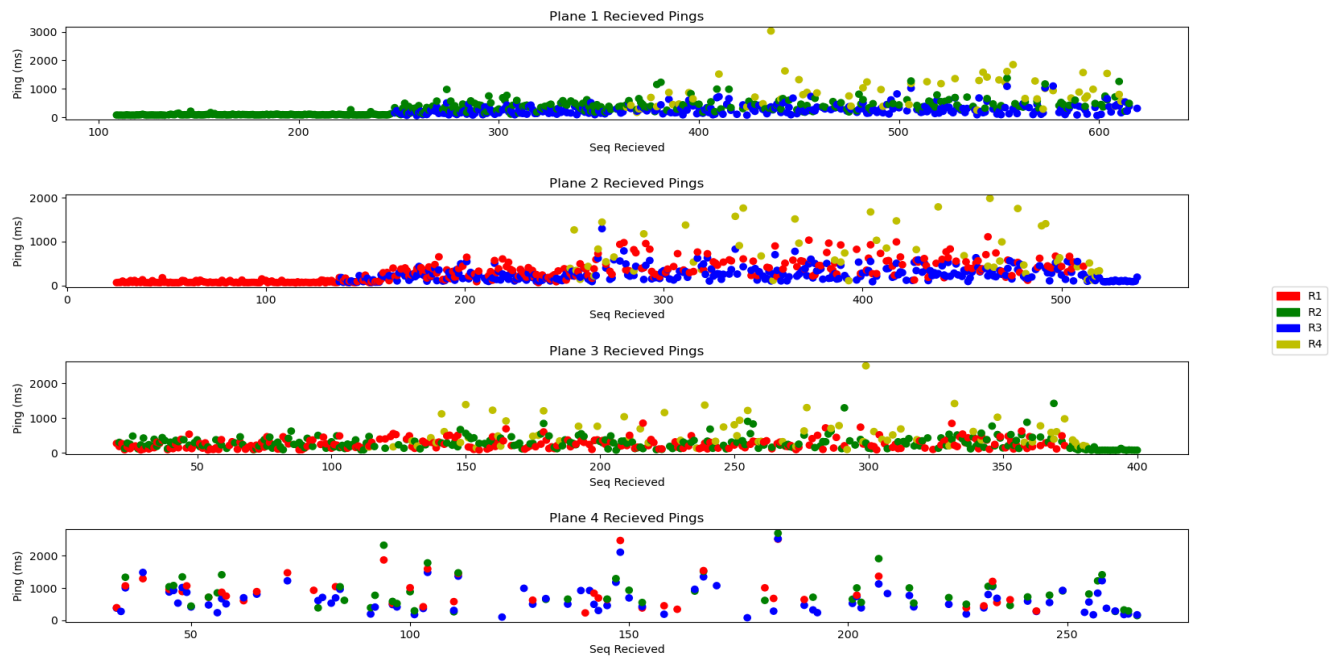 Plane 1 Recieved Pings
3000
2000
1000
0
Ping (ms)
100 200 300 400 500 600
Seq Recieved
Plane 2 Recieved Pings
2000
1000
0
Ping (ms)
0 100 200 300 400 500
Seq Recieved
R1
R2
R3
R4
Plane 3 Recieved Pings
2000
1000
0
Ping (ms)
50 100 150 200 250 300 350 400
Seq Recieved
Plane 4 Recieved Pings
2000
1000
0
Ping (ms)
50 100 150 200 250
Seq Recieved